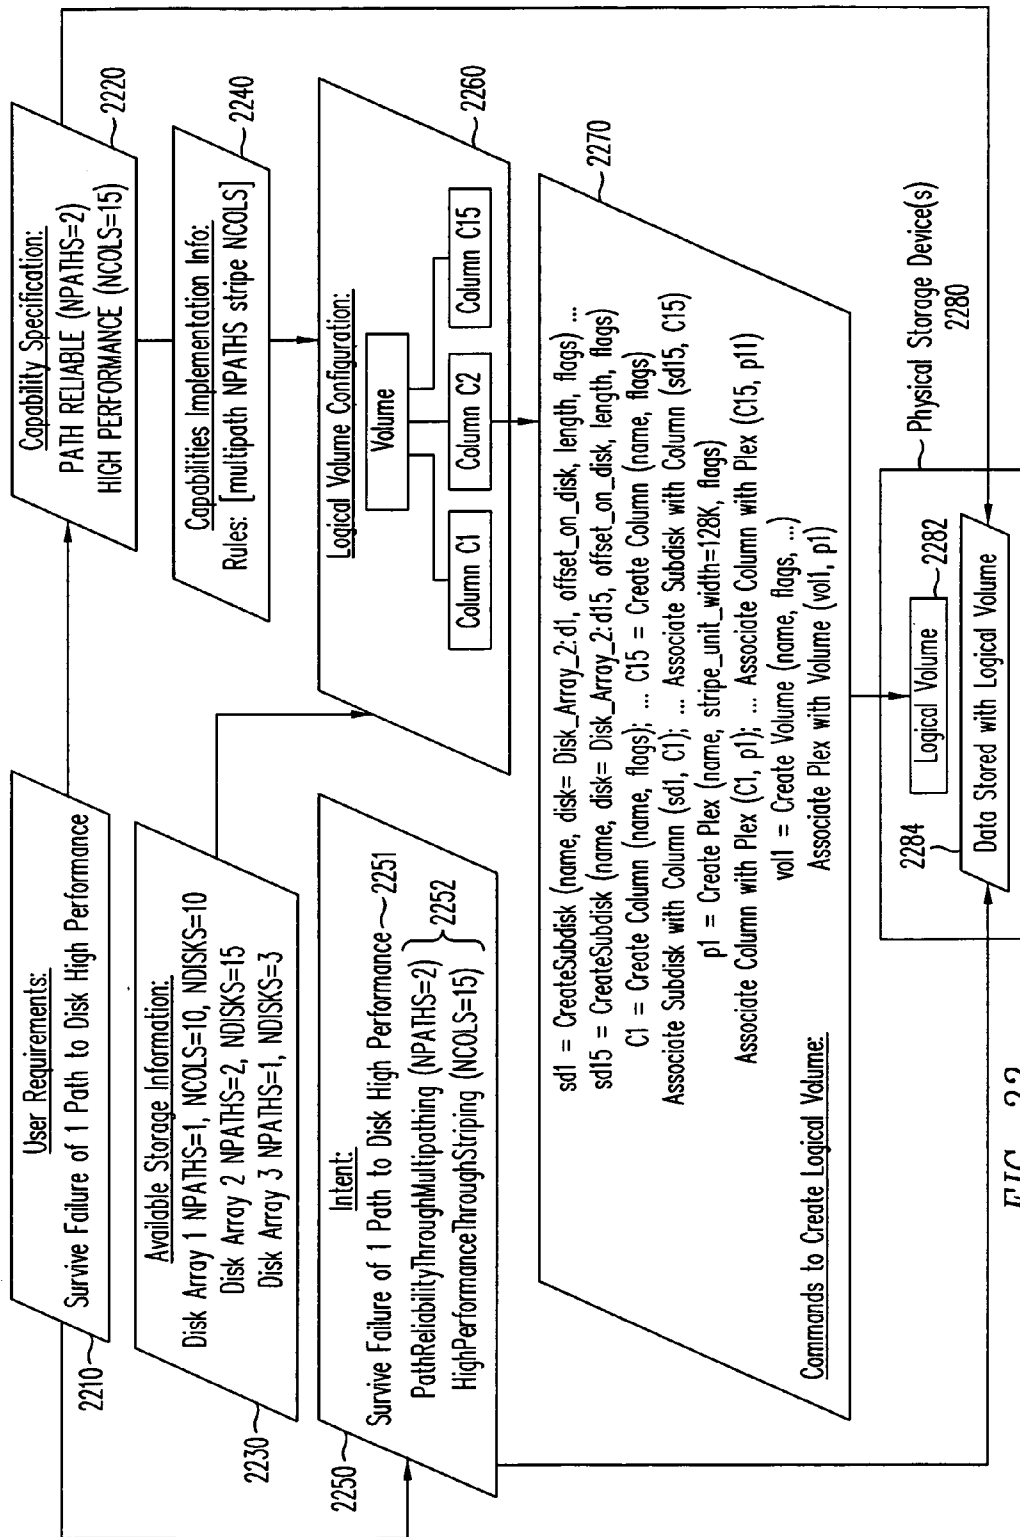 User Requirements:
Survive Failure of 1 Path to Disk High Performance
2210
Capability Specification:
PATH RELIABLE (NPATHS=2)
HIGH PERFORMANCE (NCOLS=15)
2220
Available Storage Information:
Disk Array 1 NPATHS=1, NCOLS=10, NDISKS=10
Disk Array 2 NPATHS=2, NDISKS=15
Disk Array 3 NPATHS=1, NDISKS=3
2230
Capabilities Implementation Info:
Rules: [multipath NPATHS stripe NCOLS]
2240
Intent:
Survive Failure of 1 Path to Disk High Performance 2251
PathReliabilityThroughMultipathing (NPATHS=2)
HighPerformanceThroughStriping (NCOLS=15)
2252
2250
Logical Volume Configuration:
Volume
Column C1
Column C2
Column C15
2260
sd1 = CreateSubdisk (name, disk= Disk_Array_2:d1, offset_on_disk, length, flags) ...
sd15 = CreateSubdisk (name, disk= Disk_Array_2:d15, offset_on_disk, length, flags)
C1 = Create Column (name, flags); ... C15 = Create Column (name, flags)
Associate Subdisk with Column (sd1, C1); ... Associate Subdisk with Column (sd15, C15)
p1 = Create Plex (name, stripe_unit_width=128K, flags)
Associate Column with Plex (C1, p1); ... Associate Column with Plex (C15, p11)
vol1 = Create Volume (name, flags, ...)
Associate Plex with Volume (vol1, p1)
Commands to Create Logical Volume:
2270
Physical Storage Device(s)
2280
Logical Volume
2282
2284
Data Stored with Logical Volume